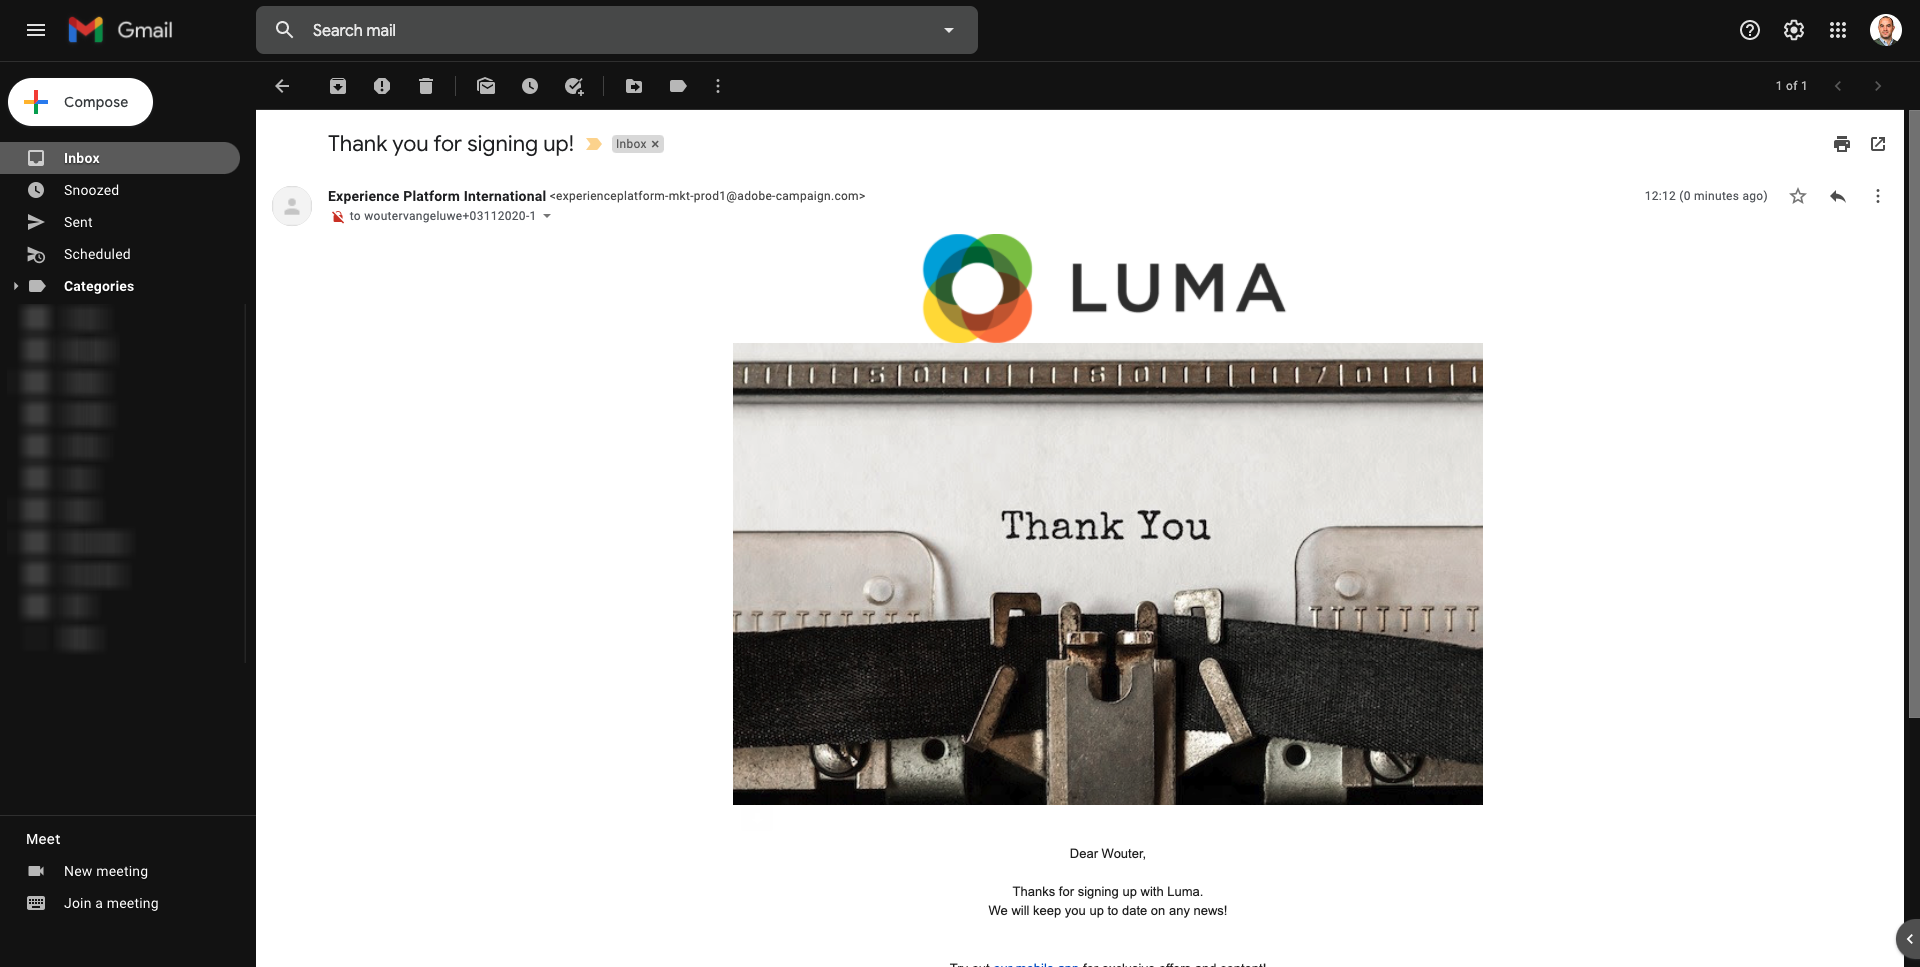 Gmail
Search mail
Compose
1 of 1
Inbox
Snoozed
Sent
Scheduled
Categories
Thank you for signing up!
Inbox ×
Experience Platform International <experienceplatform-mkt-prod1@adobe-campaign.com>
12:12 (0 minutes ago)
to woutervangeluwe+03112020-1
LUMA
50 60 70
Thank You
Dear Wouter,
Thanks for signing up with Luma.
We will keep you up to date on any news!
Meet
New meeting
Join a meeting